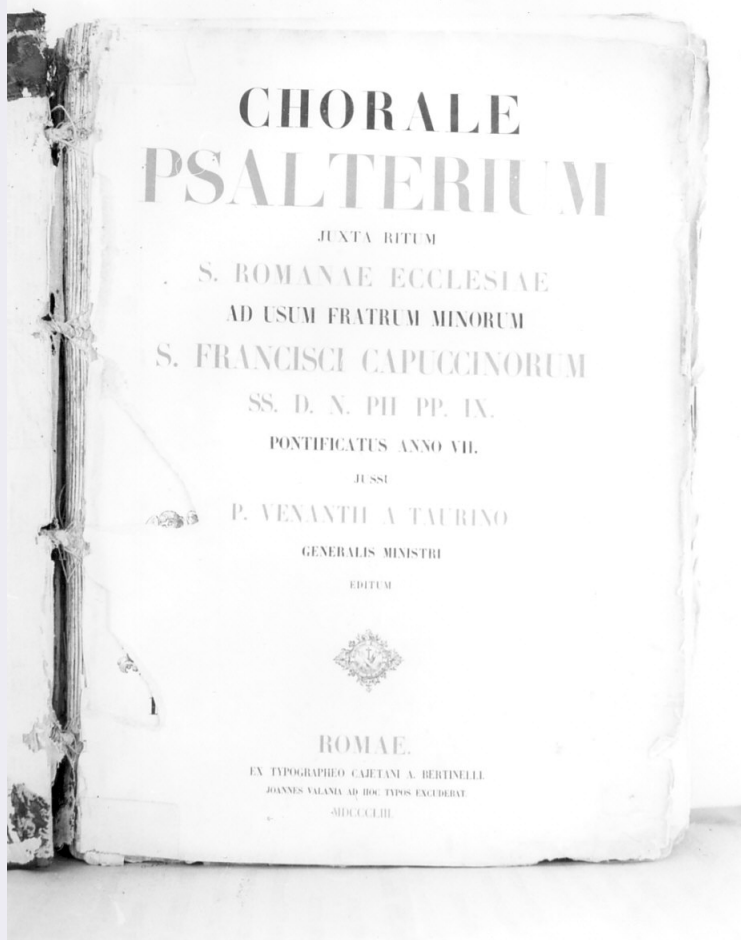 CHORALE
PSALTERIUM
JUXTA RITUM
S. ROMANAE ECCLESIAE
AD USUM FRATRUM MINORUM
S. FRANCISCI CAPUCCINORUM
SS. D. N. PII PP. IX.
PONTIFICATUS ANNO VII.
JUSSU
P. VENANTII A TAURINO
GENERALIS MINISTRI
EDITUM
ROMAE.
EX TYPOGRAPHEO CAJETANI A. BERTINELLI.
JOANNES VALANIA AD HOC TYPOS EXCUDEBAT
MDCCCLIII.